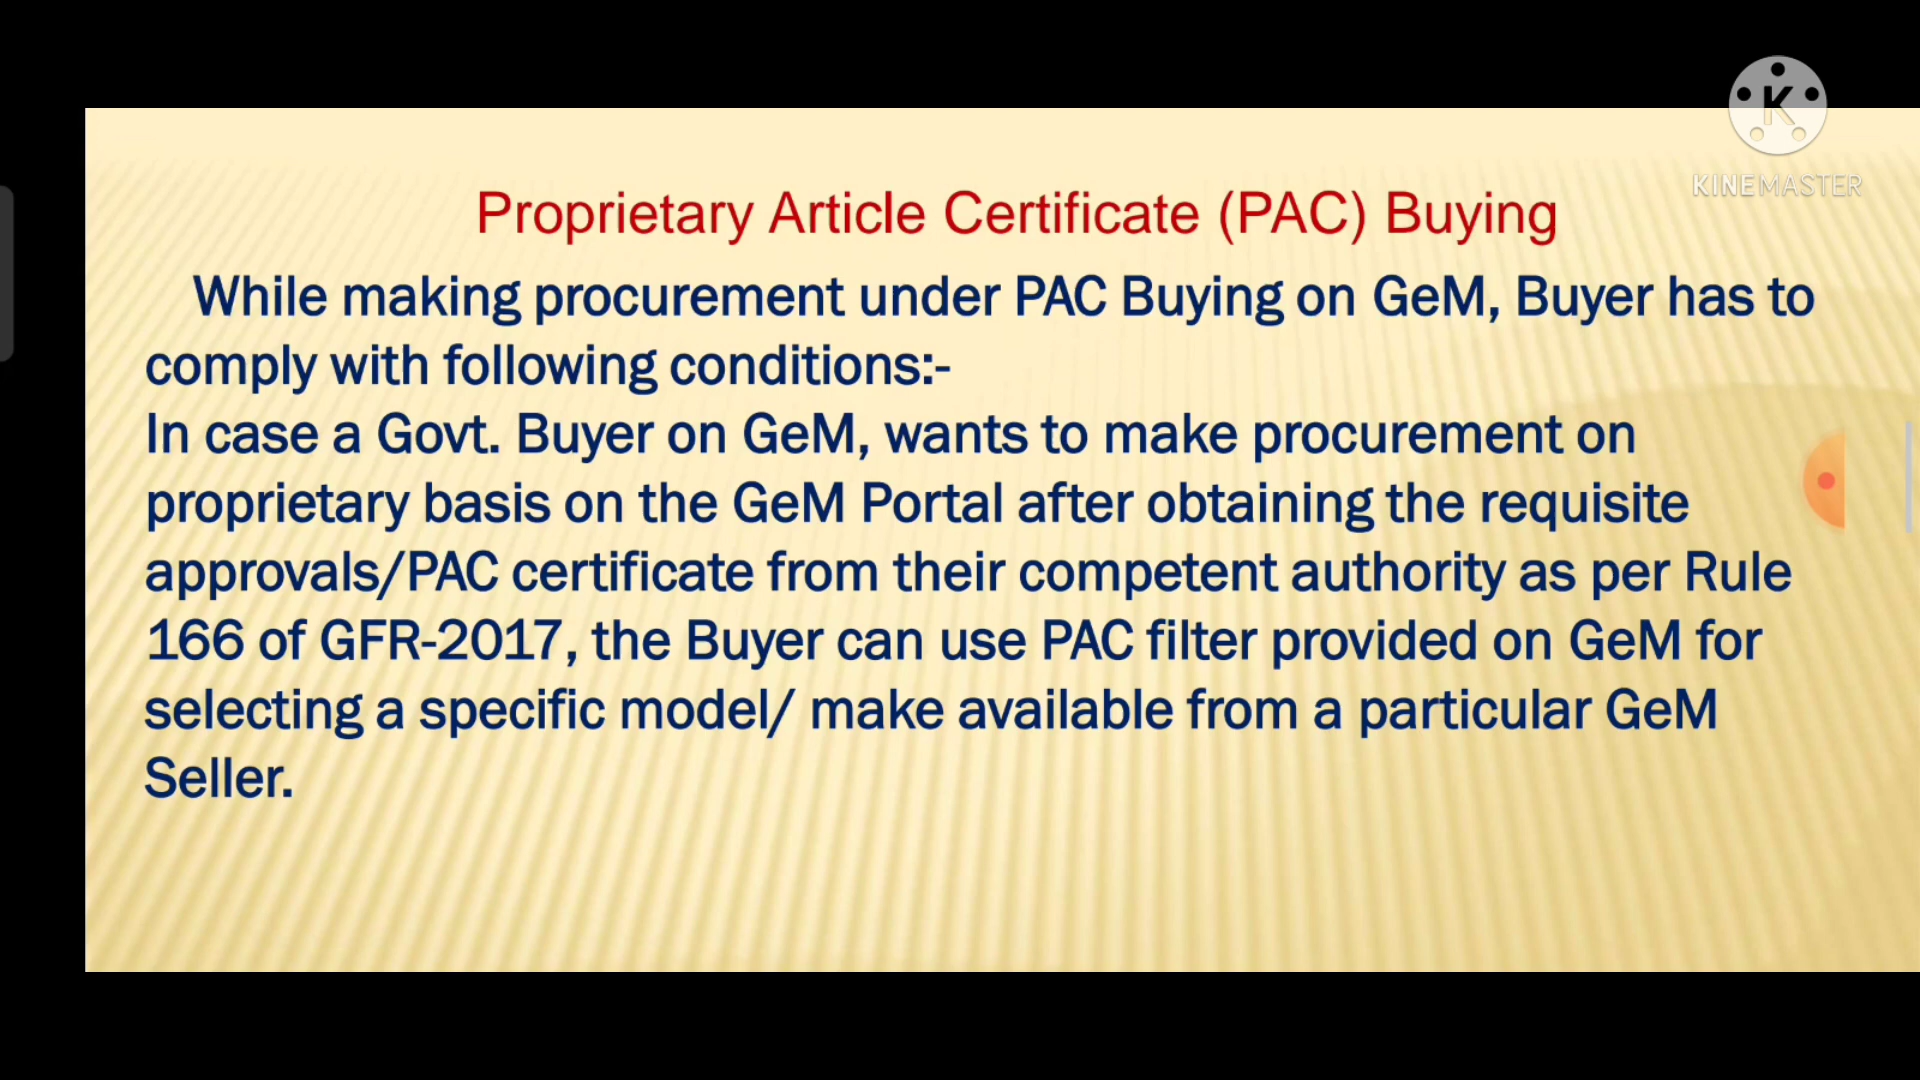 K
KINEMASTER
Proprietary Article Certificate (PAC) Buying
While making procurement under PAC Buying on GeM, Buyer has to
comply with following conditions:-
In case a Govt. Buyer on GeM, wants to make procurement on
proprietary basis on the GeM Portal after obtaining the requisite
approvals/PAC certificate from their competent authority as per Rule
166 of GFR-2017, the Buyer can use PAC filter provided on GeM for
selecting a specific model/ make available from a particular GeM
Seller.